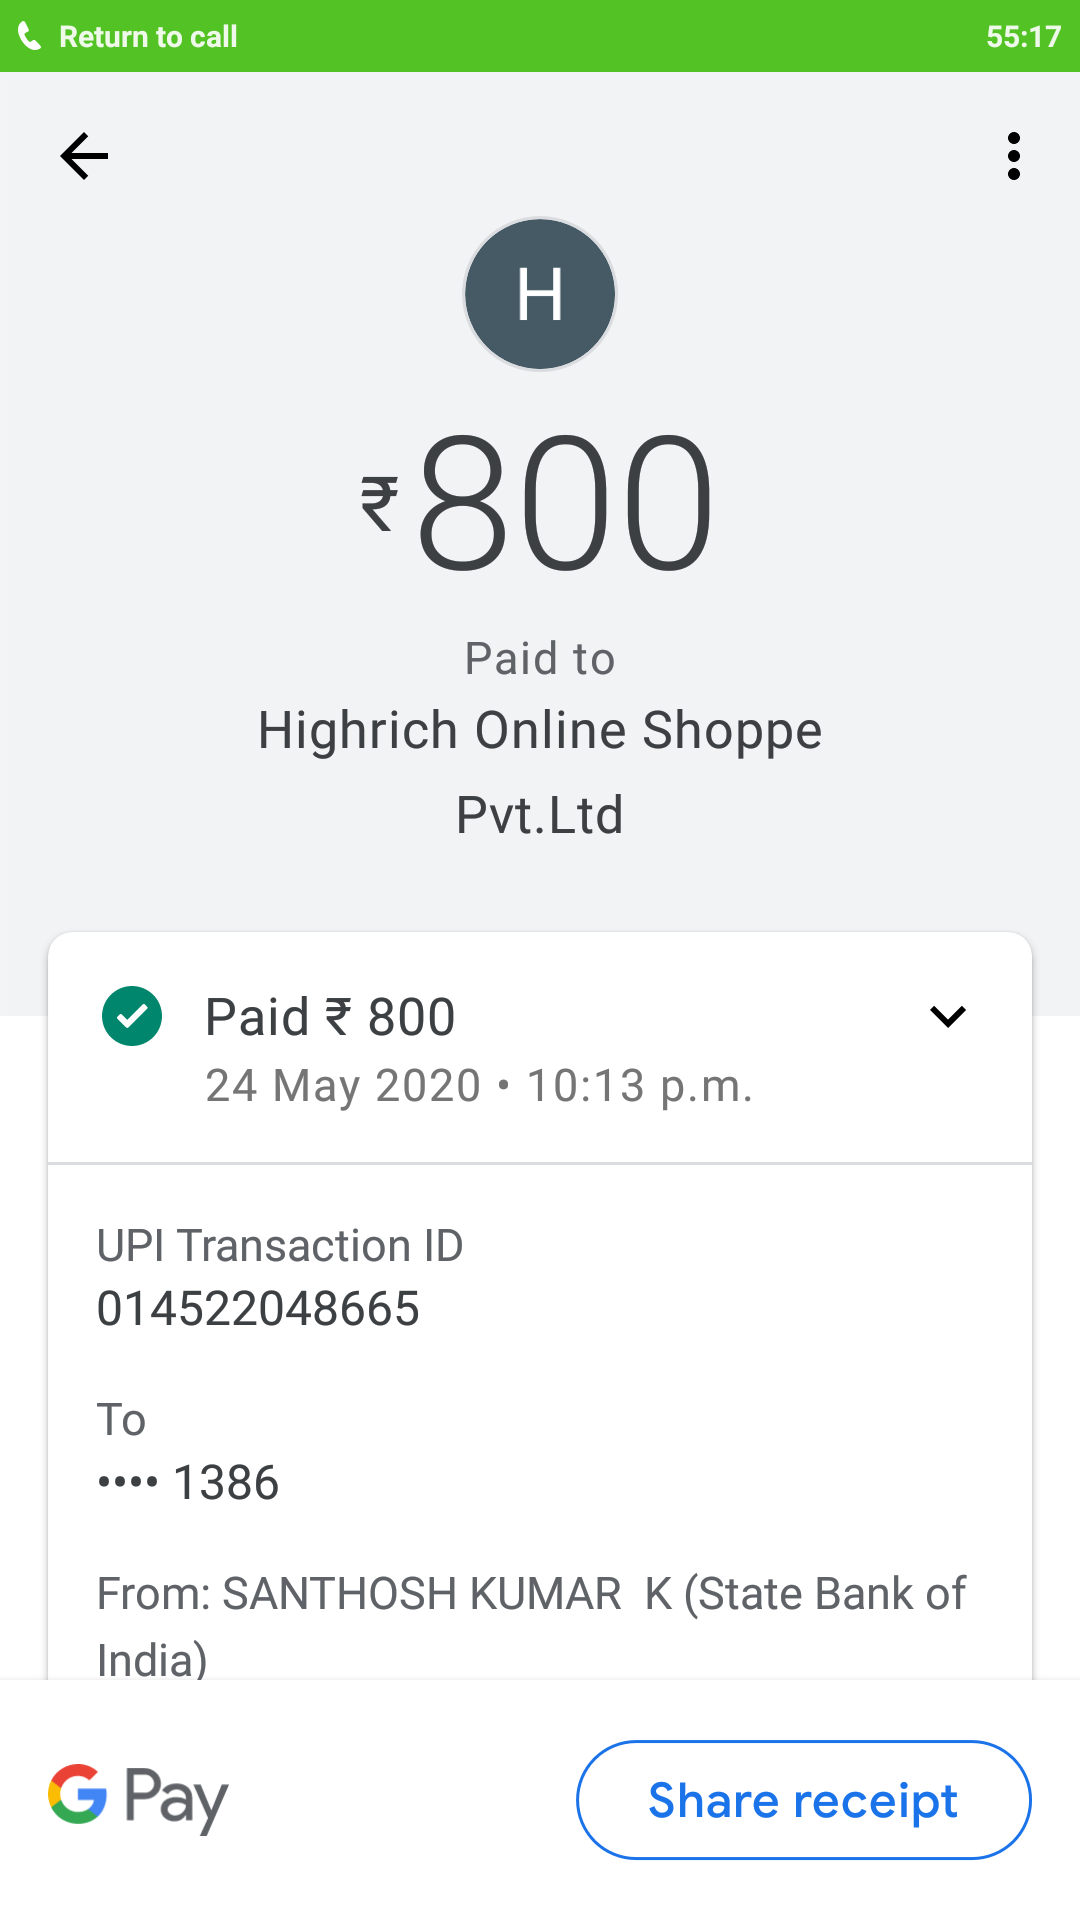 Return to call 55:17
H
₹800
Paid to
Highrich Online Shoppe
Pvt.Ltd
Paid ₹ 800
24 May 2020 • 10:13 p.m.
UPI Transaction ID
014522048665
To
•••• 1386
From: SANTHOSH KUMAR  K (State Bank of
India)
G Pay
Share receipt